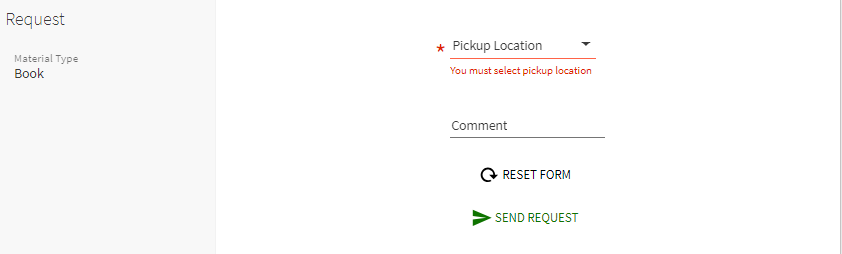 Request
Material Type
Book
* Pickup Location
You must select pickup location
Comment
RESET FORM
SEND REQUEST